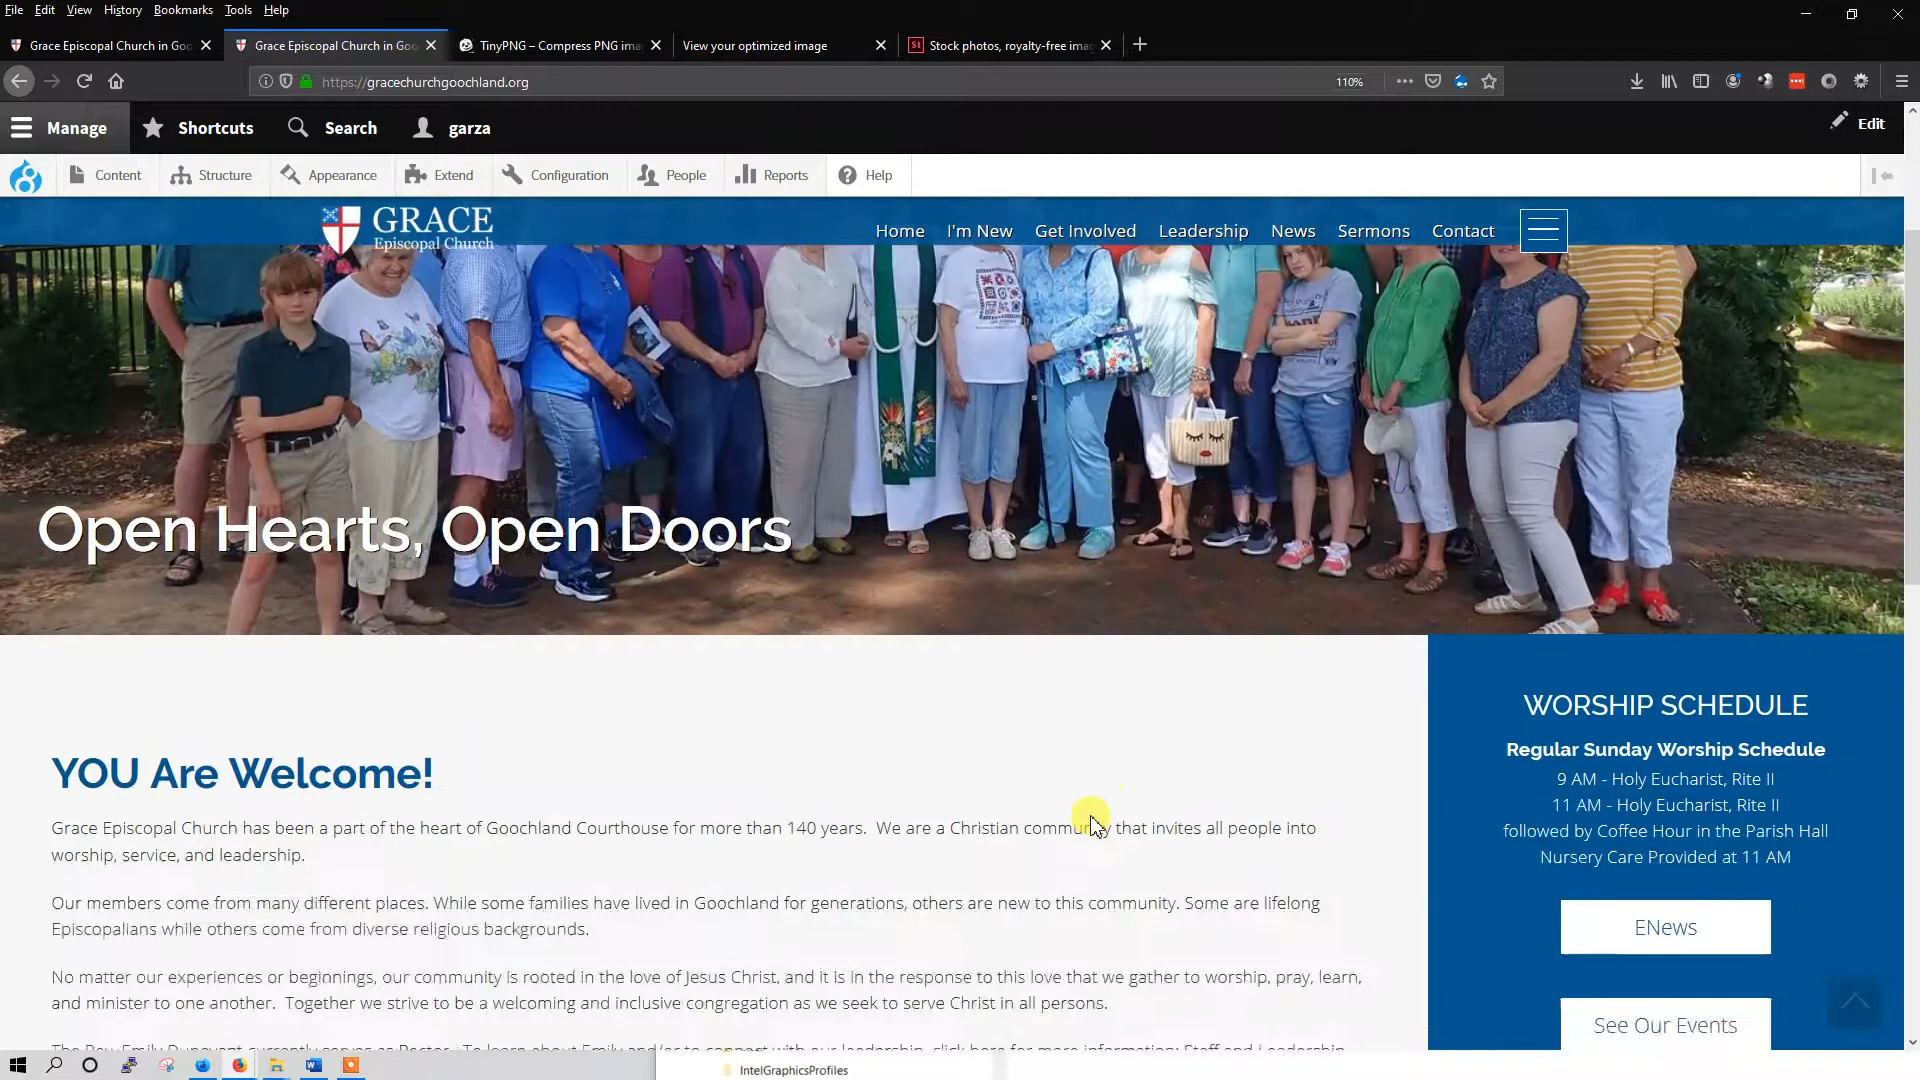 File Edit View History Bookmarks Tools Help
Grace Episcopal Church in Goo
Grace Episcopal Church in Goo
TinyPNG – Compress PNG ima
View your optimized image
Stock photos, royalty-free imag
https://gracechurchgoochland.org
110%
Manage Shortcuts Search garza Edit
Content Structure Appearance Extend Configuration People Reports Help
GRACE
Episcopal Church
Home I'm New Get Involved Leadership News Sermons Contact
Open Hearts, Open Doors
YOU Are Welcome!
Grace Episcopal Church has been a part of the heart of Goochland Courthouse for more than 140 years. We are a Christian community that invites all people into
worship, service, and leadership.
Our members come from many different places. While some families have lived in Goochland for generations, others are new to this community. Some are lifelong
Episcopalians while others come from diverse religious backgrounds.
No matter our experiences or beginnings, our community is rooted in the love of Jesus Christ, and it is in the response to this love that we gather to worship, pray, learn,
and minister to one another. Together we strive to be a welcoming and inclusive congregation as we seek to serve Christ in all persons.
WORSHIP SCHEDULE
Regular Sunday Worship Schedule
9 AM - Holy Eucharist, Rite II
11 AM - Holy Eucharist, Rite II
followed by Coffee Hour in the Parish Hall
Nursery Care Provided at 11 AM
ENews
See Our Events
IntelGraphicsProfiles